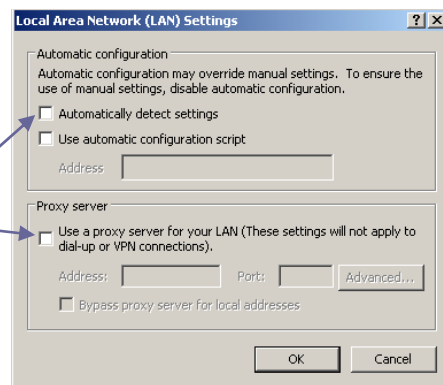 Local Area Network (LAN) Settings
Automatic configuration
Automatic configuration may override manual settings. To ensure the
use of manual settings, disable automatic configuration.
Automatically detect settings
Use automatic configuration script
Address
Proxy server
Use a proxy server for your LAN (These settings will not apply to
dial-up or VPN connections).
Address:
Port:
Advanced...
Bypass proxy server for local addresses
OK
Cancel